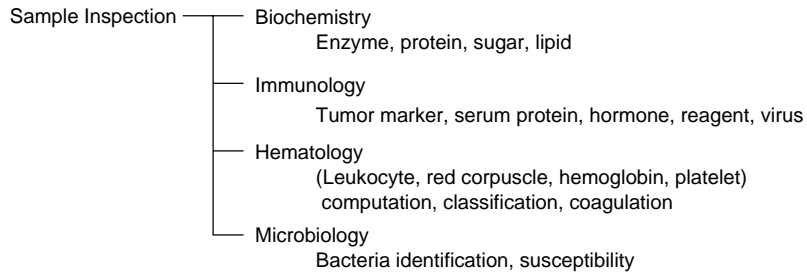 Sample Inspection
Biochemistry
Enzyme, protein, sugar, lipid
Immunology
Tumor marker, serum protein, hormone, reagent, virus
Hematology
(Leukocyte, red corpuscle, hemoglobin, platelet)
computation, classification, coagulation
Microbiology
Bacteria identification, susceptibility